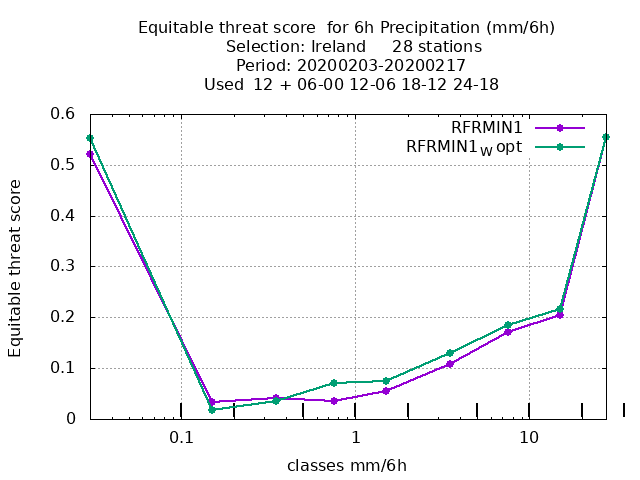 Equitable threat score  for 6h Precipitation (mm/6h)
Selection: Ireland     28 stations
Period: 20200203-20200217
Used  12 + 06-00 12-06 18-12 24-18
RFRMIN1
RFRMIN1W opt
0.6
0.5
0.4
0.3
0.2
0.1
0
Equitable threat score
0.1
1
10
classes mm/6h